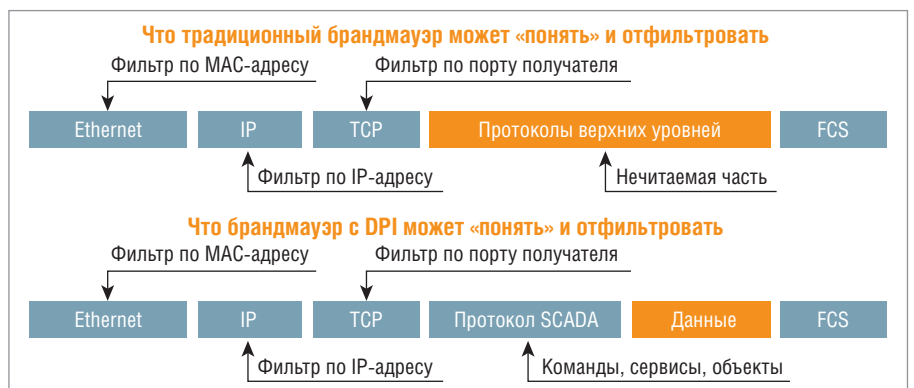 Что традиционный брандмауэр может «понять» и отфильтровать
Фильтр по MAC-адресу
Фильтр по порту получателя
Ethernet
IP
TCP
Протоколы верхних уровней
FCS
Фильтр по IP-адресу
Нечитаемая часть
Что брандмауэр с DPI может «понять» и отфильтровать
Фильтр по MAC-адресу
Фильтр по порту получателя
Ethernet
IP
TCP
Протокол SCADA
Данные
FCS
Фильтр по IP-адресу
Команды, сервисы, объекты